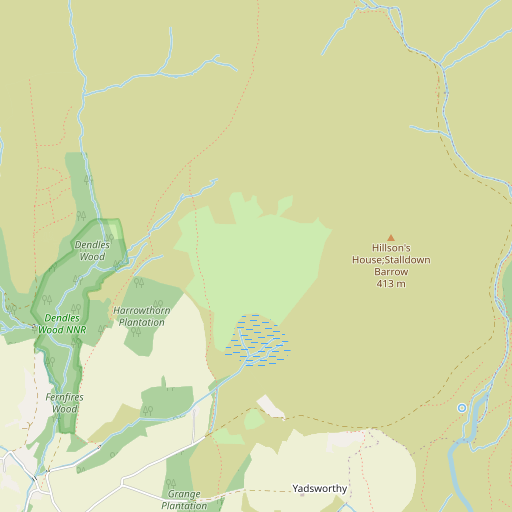 Dendles
Wood
Hillson's
House;Stalldown
Barrow
413 m
Harrowthorn
Plantation
Dendles
Wood NNR
Fernfires
Wood
Yadsworthy
Grange
Plantation